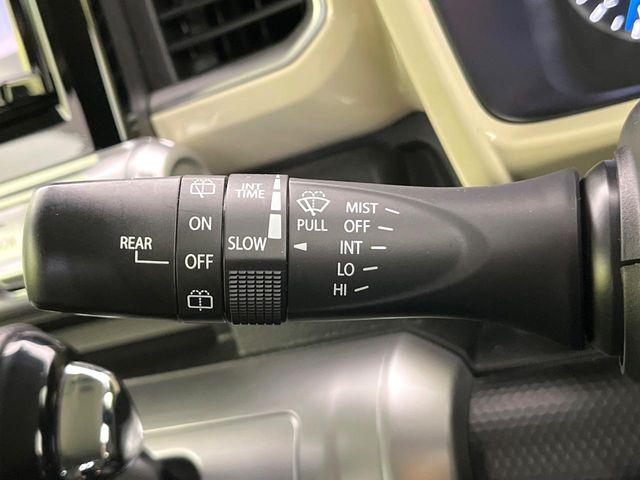 REAR
ON
OFF
INT
TIME
SLOW
PULL
MIST
OFF
INT
LO
HI